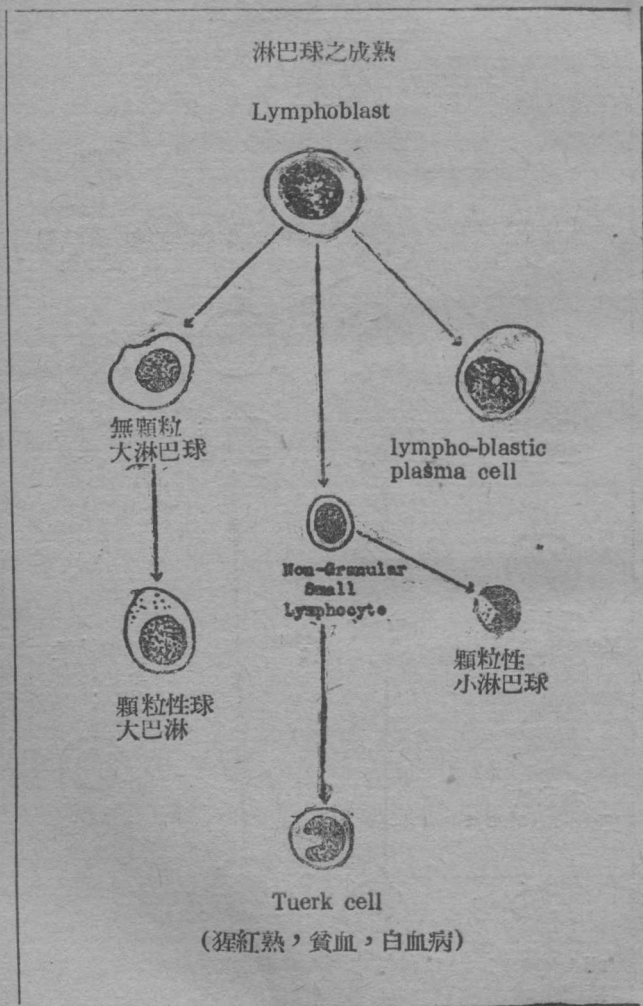 淋巴球之成熟
Lymphoblast
無顆粒
大淋巴球
lympho-blastic
plasma cell
Non-Granular
Small
Lymphocyte
顆粒性
小淋巴球
顆粒性球
大巴淋
Tuerk cell
(猩紅熟，貧血，白血病)